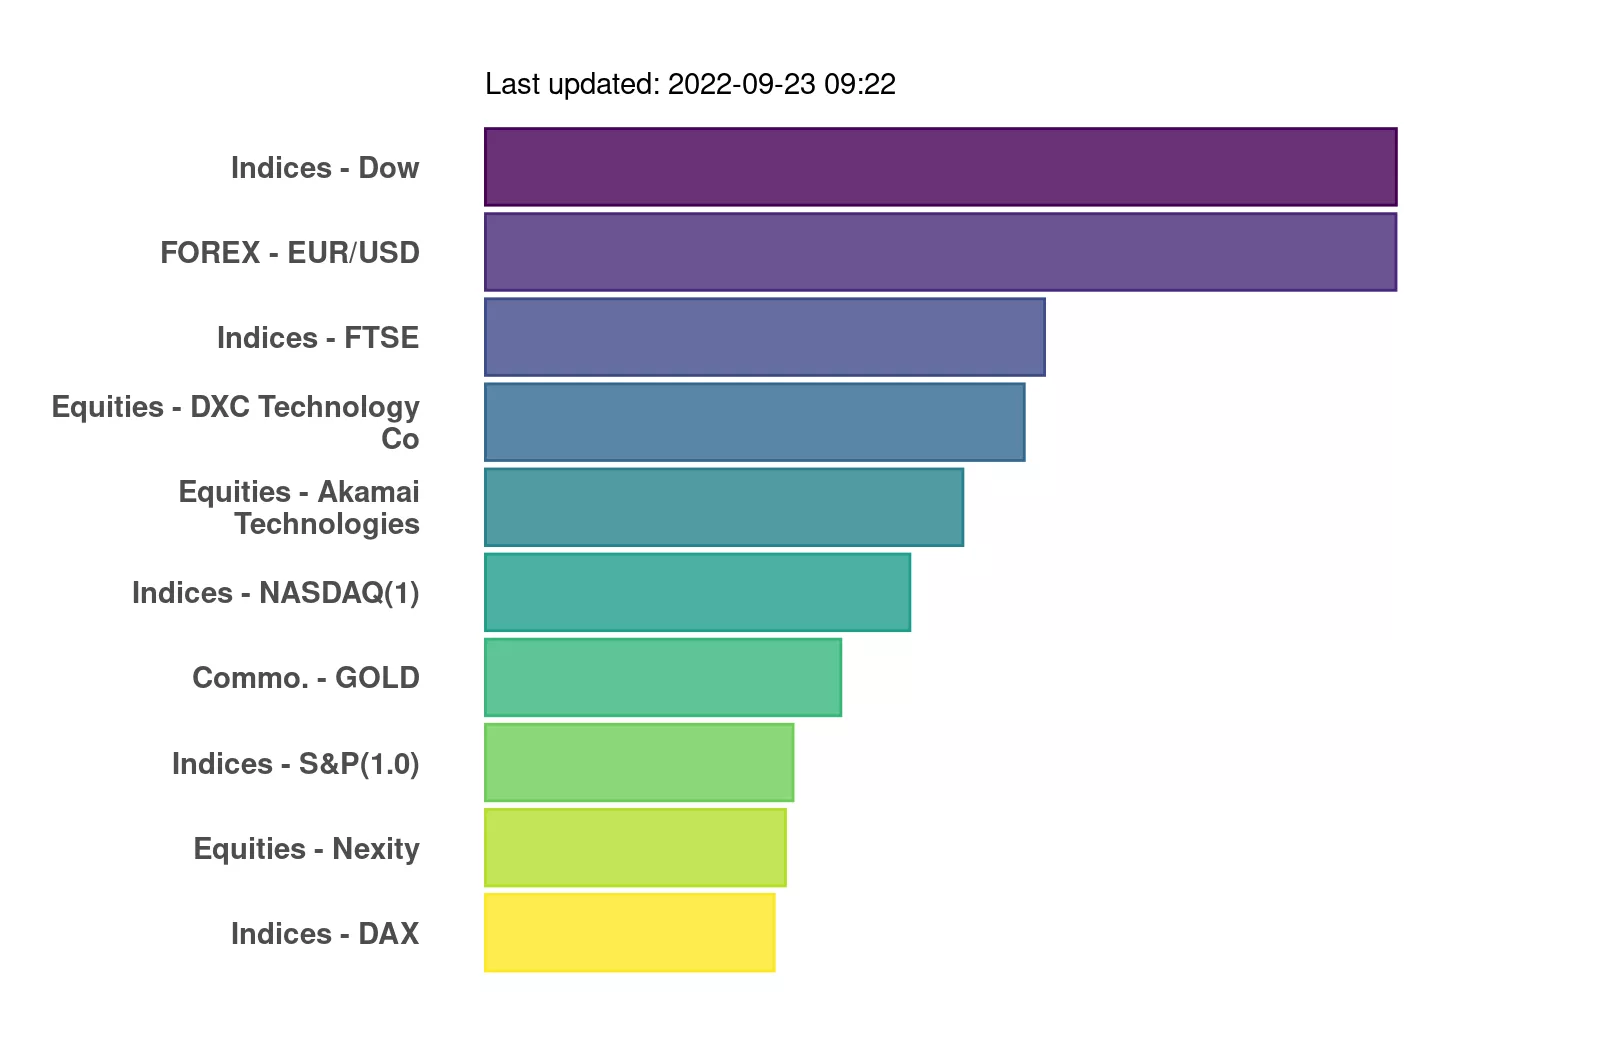 Last updated: 2022-09-23 09:22
Indices - Dow
FOREX - EUR/USD
Indices - FTSE
Equities - DXC Technology
Co
Equities - Akamai
Technologies
Indices - NASDAQ(1)
Commo. - GOLD
Indices - S&P(1.0)
Equities - Nexity
Indices - DAX